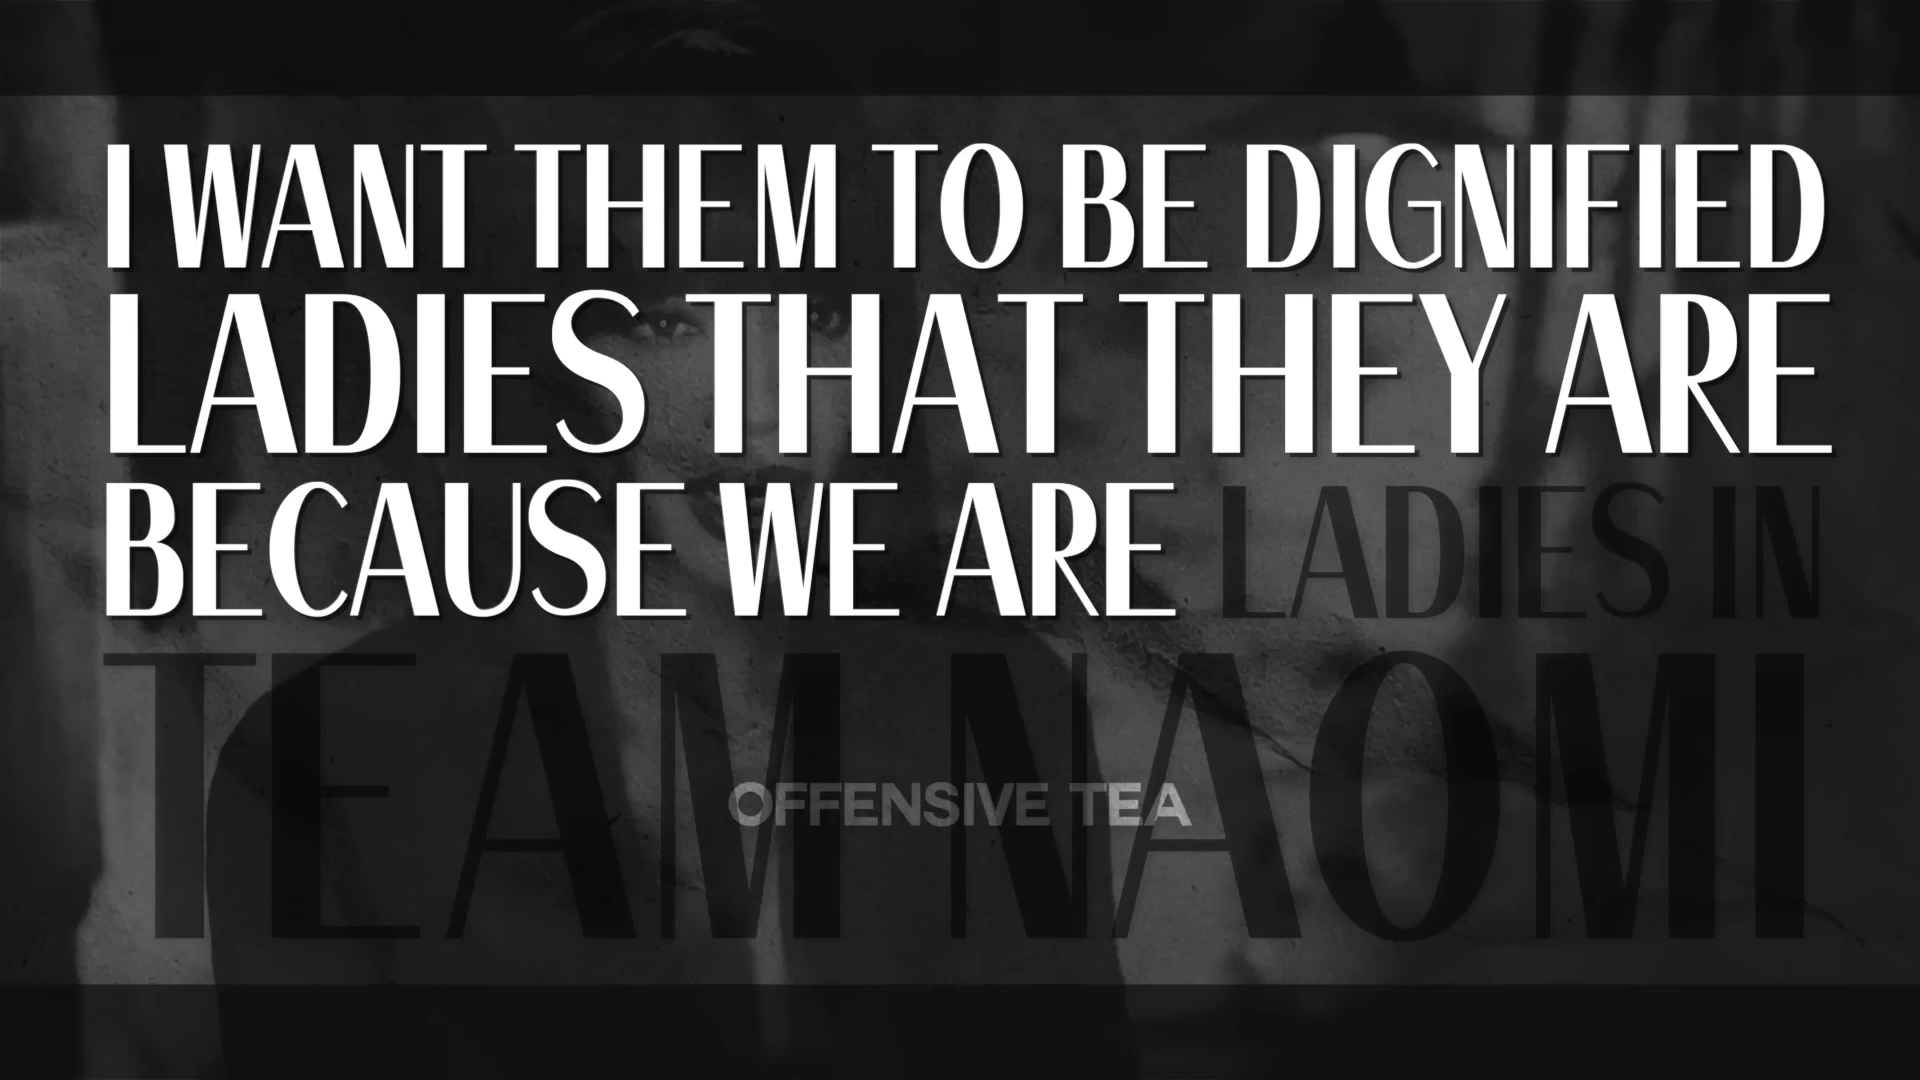 I WANT THEM TO BE DIGNIFIED
LADIES THAT THEY ARE
BECAUSE WE ARE LADIES IN
TEAM NAOMI
OFFENSIVE TEA